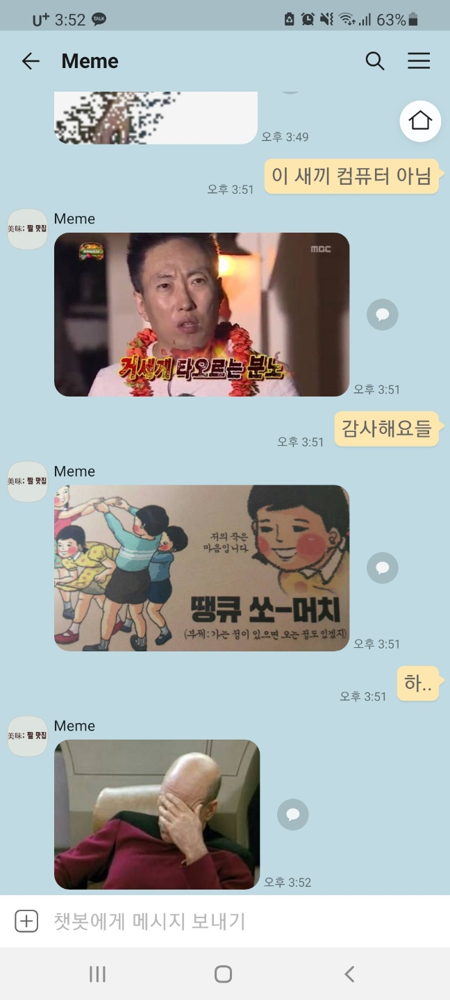 U+ 3:52 TALK
63%
Meme
오후 3:49
이 새끼 컴퓨터 아님
오후 3:51
Meme
美味; 짤 맛집
MBC
거세게 타오르는 분노
오후 3:51
감사해요들
오후 3:51
Meme
美味; 짤 맛집
저의 작은
마음입니다.
땡큐 쏘-머치
(부제: 가는 정이 있으면 오는 정도 있겠지)
오후 3:51
하..
오후 3:51
Meme
美味; 짤 맛집
오후 3:52
챗봇에게 메시지 보내기